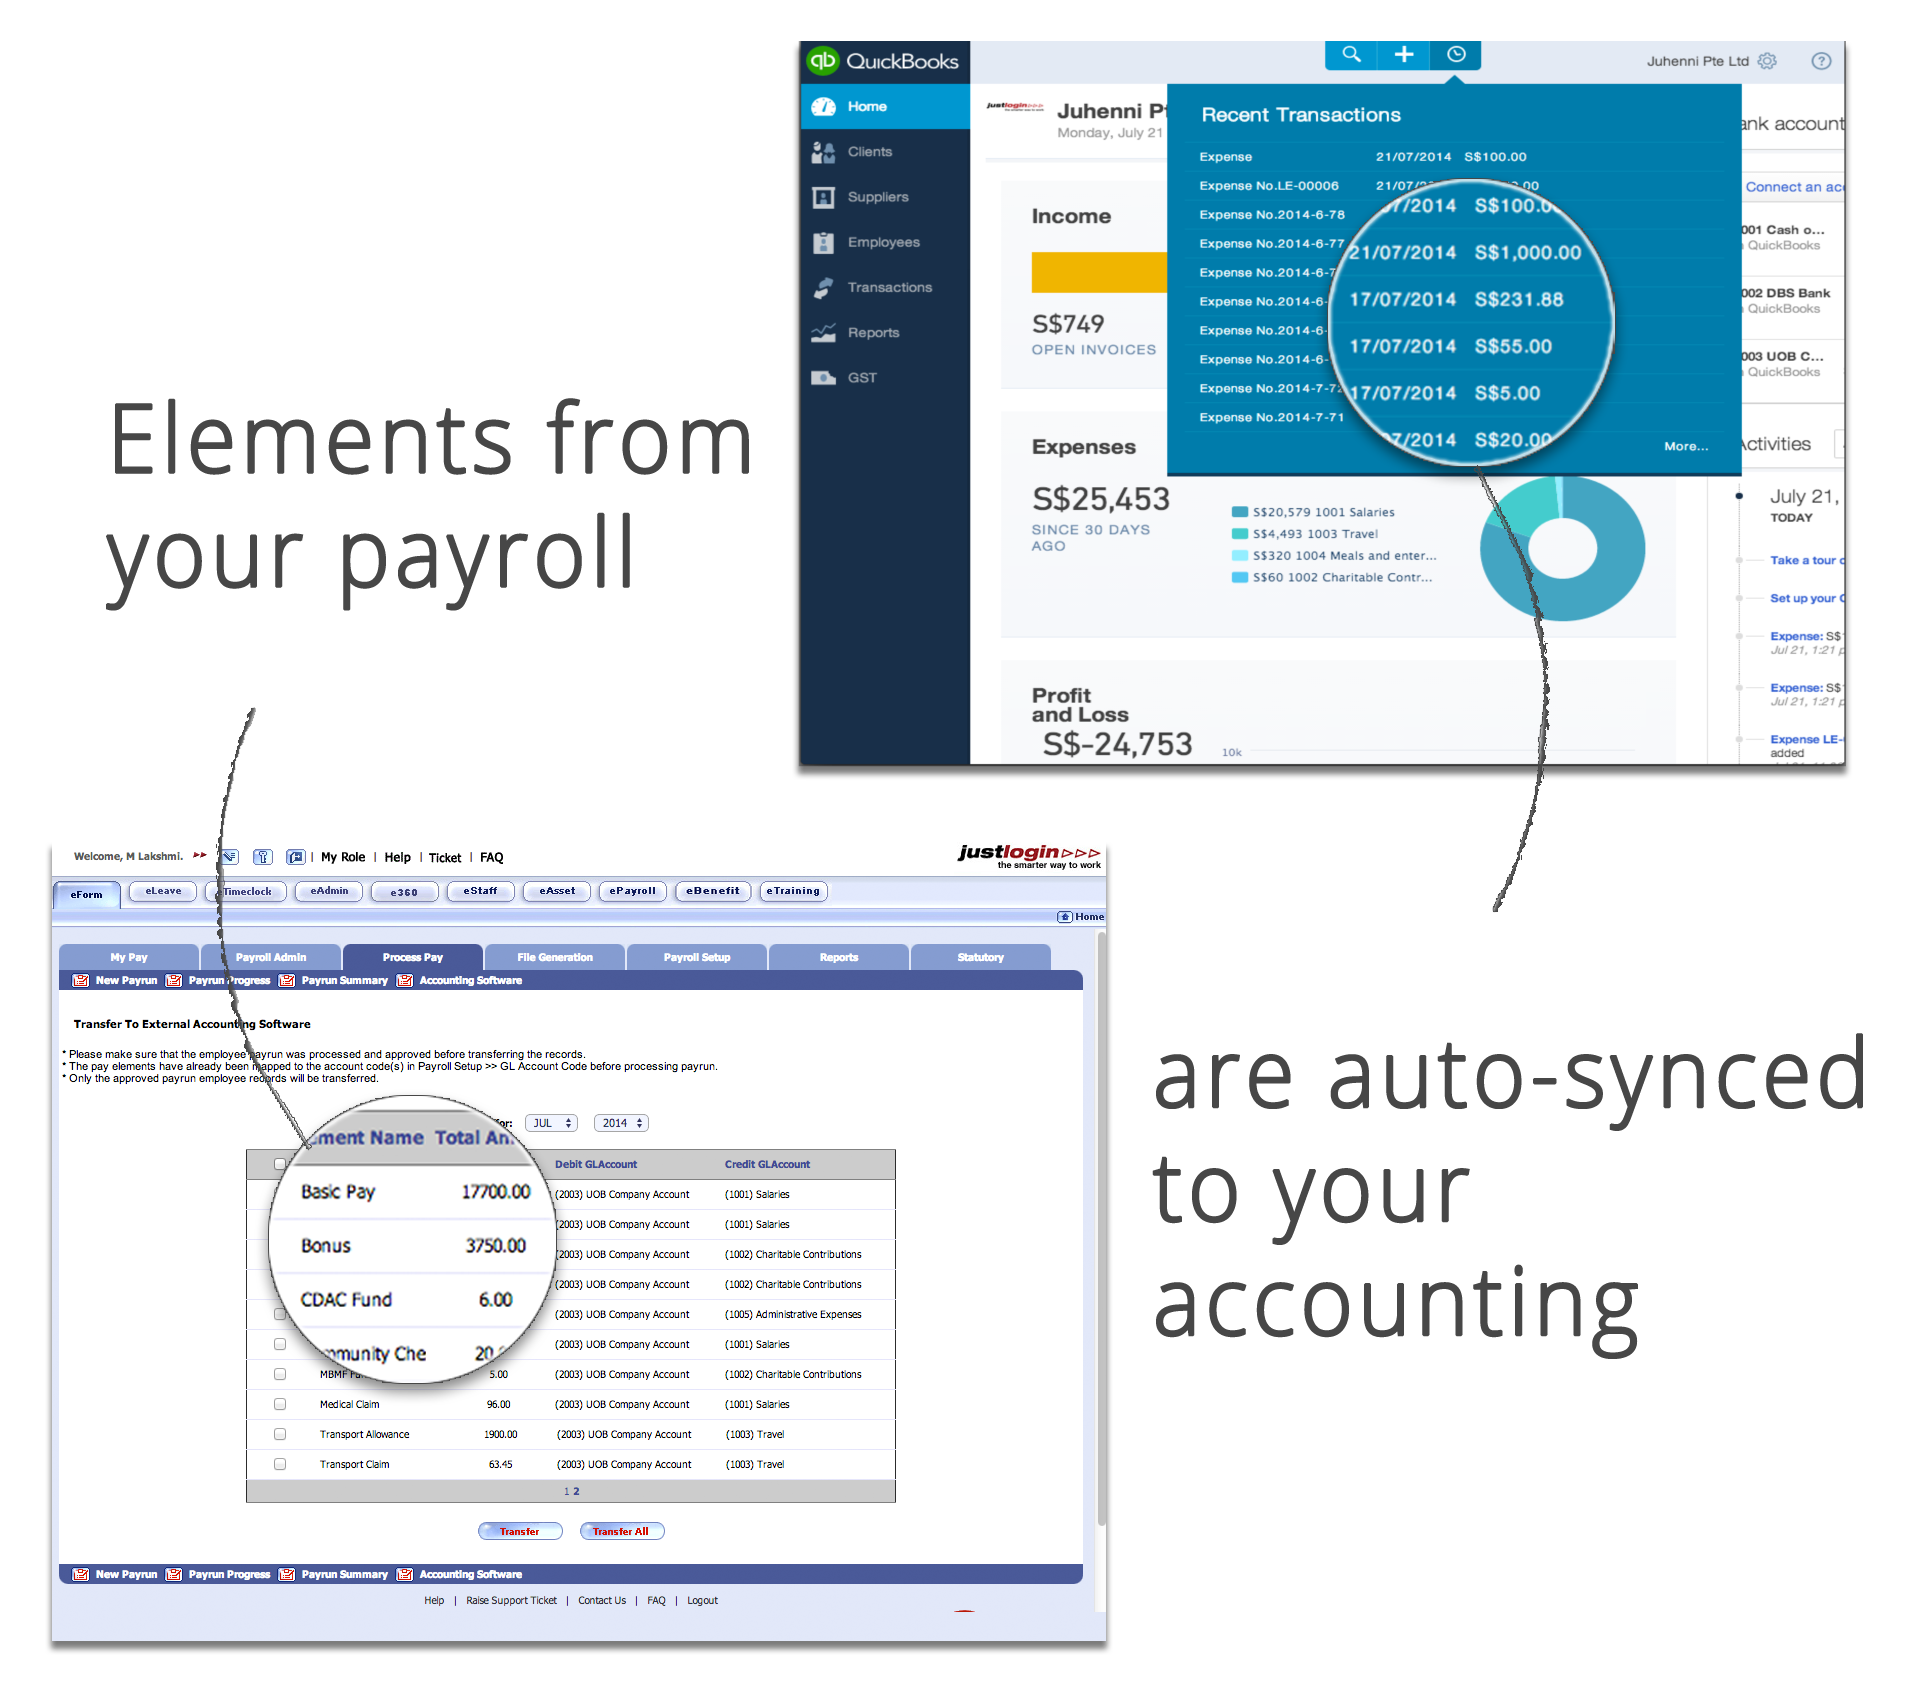 QuickBooks
Juhenni Pte Ltd
Home
Clients
Suppliers
Employees
Transactions
Reports
GST
justlogin
Juhenni P
Monday, July 21
Recent Transactions
Expense 21/07/2014 S$100.00
Expense No.LE-00006 21/07/
Expense No.2014-6-78
Expense No.2014-6-77
Expense No.2014-6-7
Expense No.2014-6-
Expense No.2014-6-
Expense No.2014-6-
Expense No.2014-7-72
Expense No.2014-7-71
7/2014 S$100.0
21/07/2014 S$1,000.00
17/07/2014 S$231.88
17/07/2014 S$55.00
17/07/2014 S$5.00
7/2014 S$20.00
More...
Income
S$749
OPEN INVOICES
Expenses
S$25,453
SINCE 30 DAYS
AGO
S$20,579 1001 Salaries
S$4,493 1003 Travel
S$320 1004 Meals and enter...
S$60 1002 Charitable Contr...
Profit
and Loss
S$-24,753
10k
ank account
Connect an acc
001 Cash o...
QuickBooks
002 DBS Bank
QuickBooks
003 UOB C...
QuickBooks
Activities
July 21,
TODAY
Take a tour o
Set up your
Expense: S$
Jul 21, 1:21 p
Expense: S$
Jul 21, 1:21 p
Expense LE-
added
Elements from
your payroll
Welcome, M Lakshmi.
| My Role | Help | Ticket | FAQ
justlogin
the smarter way to work
eForm eLeave eTimeclock eAdmin e360 eStaff eAsset ePayroll eBenefit eTraining
Home
My Pay Payroll Admin Process Pay File Generation Payroll Setup Reports Statutory
New Payrun Payrun Progress Payrun Summary Accounting Software
Transfer To External Accounting Software
* Please make sure that the employee payrun was processed and approved before transferring the records.
* The pay elements have already been mapped to the account code(s) in Payroll Setup >> GL Account Code before processing payrun.
* Only the approved payrun employee records will be transferred.
for: JUL 2014
ment Name Total Am
Debit GLAccount Credit GLAccount
Basic Pay 17700.00 (2003) UOB Company Account (1001) Salaries
Bonus 3750.00 (2003) UOB Company Account (1001) Salaries
CDAC Fund 6.00 (2003) UOB Company Account (1002) Charitable Contributions
mmunity Che 20 (2003) UOB Company Account (1002) Charitable Contributions
(2003) UOB Company Account (1005) Administrative Expenses
(2003) UOB Company Account (1001) Salaries
MBMF 5.00 (2003) UOB Company Account (1002) Charitable Contributions
Medical Claim 96.00 (2003) UOB Company Account (1001) Salaries
Transport Allowance 1900.00 (2003) UOB Company Account (1003) Travel
Transport Claim 63.45 (2003) UOB Company Account (1003) Travel
1 2
Transfer Transfer All
New Payrun Payrun Progress Payrun Summary Accounting Software
Help | Raise Support Ticket | Contact Us | FAQ | Logout
are auto-synced
to your
accounting